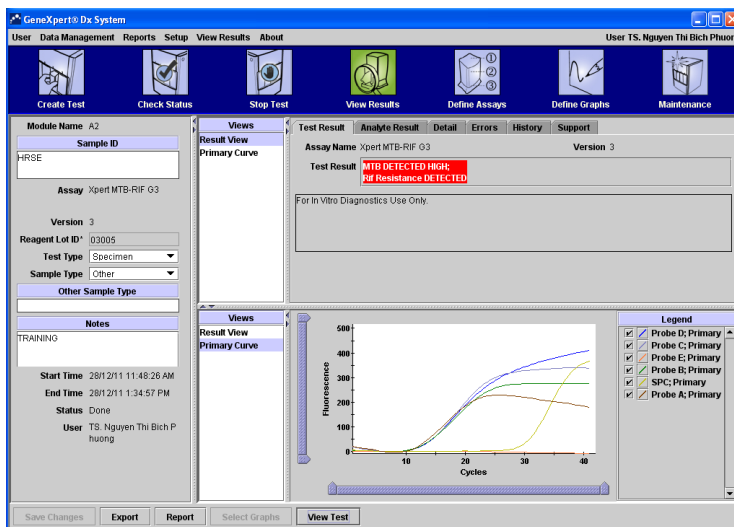 GeneXpert® Dx System
User Data Management Reports Setup View Results About
User TS. Nguyen Thi Bich Phuon
Create Test
Check Status
Stop Test
View Results
Define Assays
Define Graphs
Maintenance
Module Name A2
Sample ID
HRSE
Assay Xpert MTB-RIF G3
Version 3
Reagent Lot ID* 03005
Test Type Specimen
Sample Type Other
Other Sample Type
Notes
TRAINING
Start Time 28/12/11 11:48:26 AM
End Time 28/12/11 1:34:57 PM
Status Done
User TS. Nguyen Thi Bich P
huong
Views
Result View
Primary Curve
Test Result Analyte Result Detail Errors History Support
Assay Name Xpert MTB-RIF G3 Version 3
Test Result MTB DETECTED HIGH;
Rif Resistance DETECTED
For In Vitro Diagnostics Use Only.
Views
Result View
Primary Curve
Fluorescence
500
400
300
200
100
0
10 20 30 40
Cycles
Legend
Probe D; Primary
Probe C; Primary
Probe E; Primary
Probe B; Primary
SPC; Primary
Probe A; Primary
Save Changes Export Report Select Graphs View Test